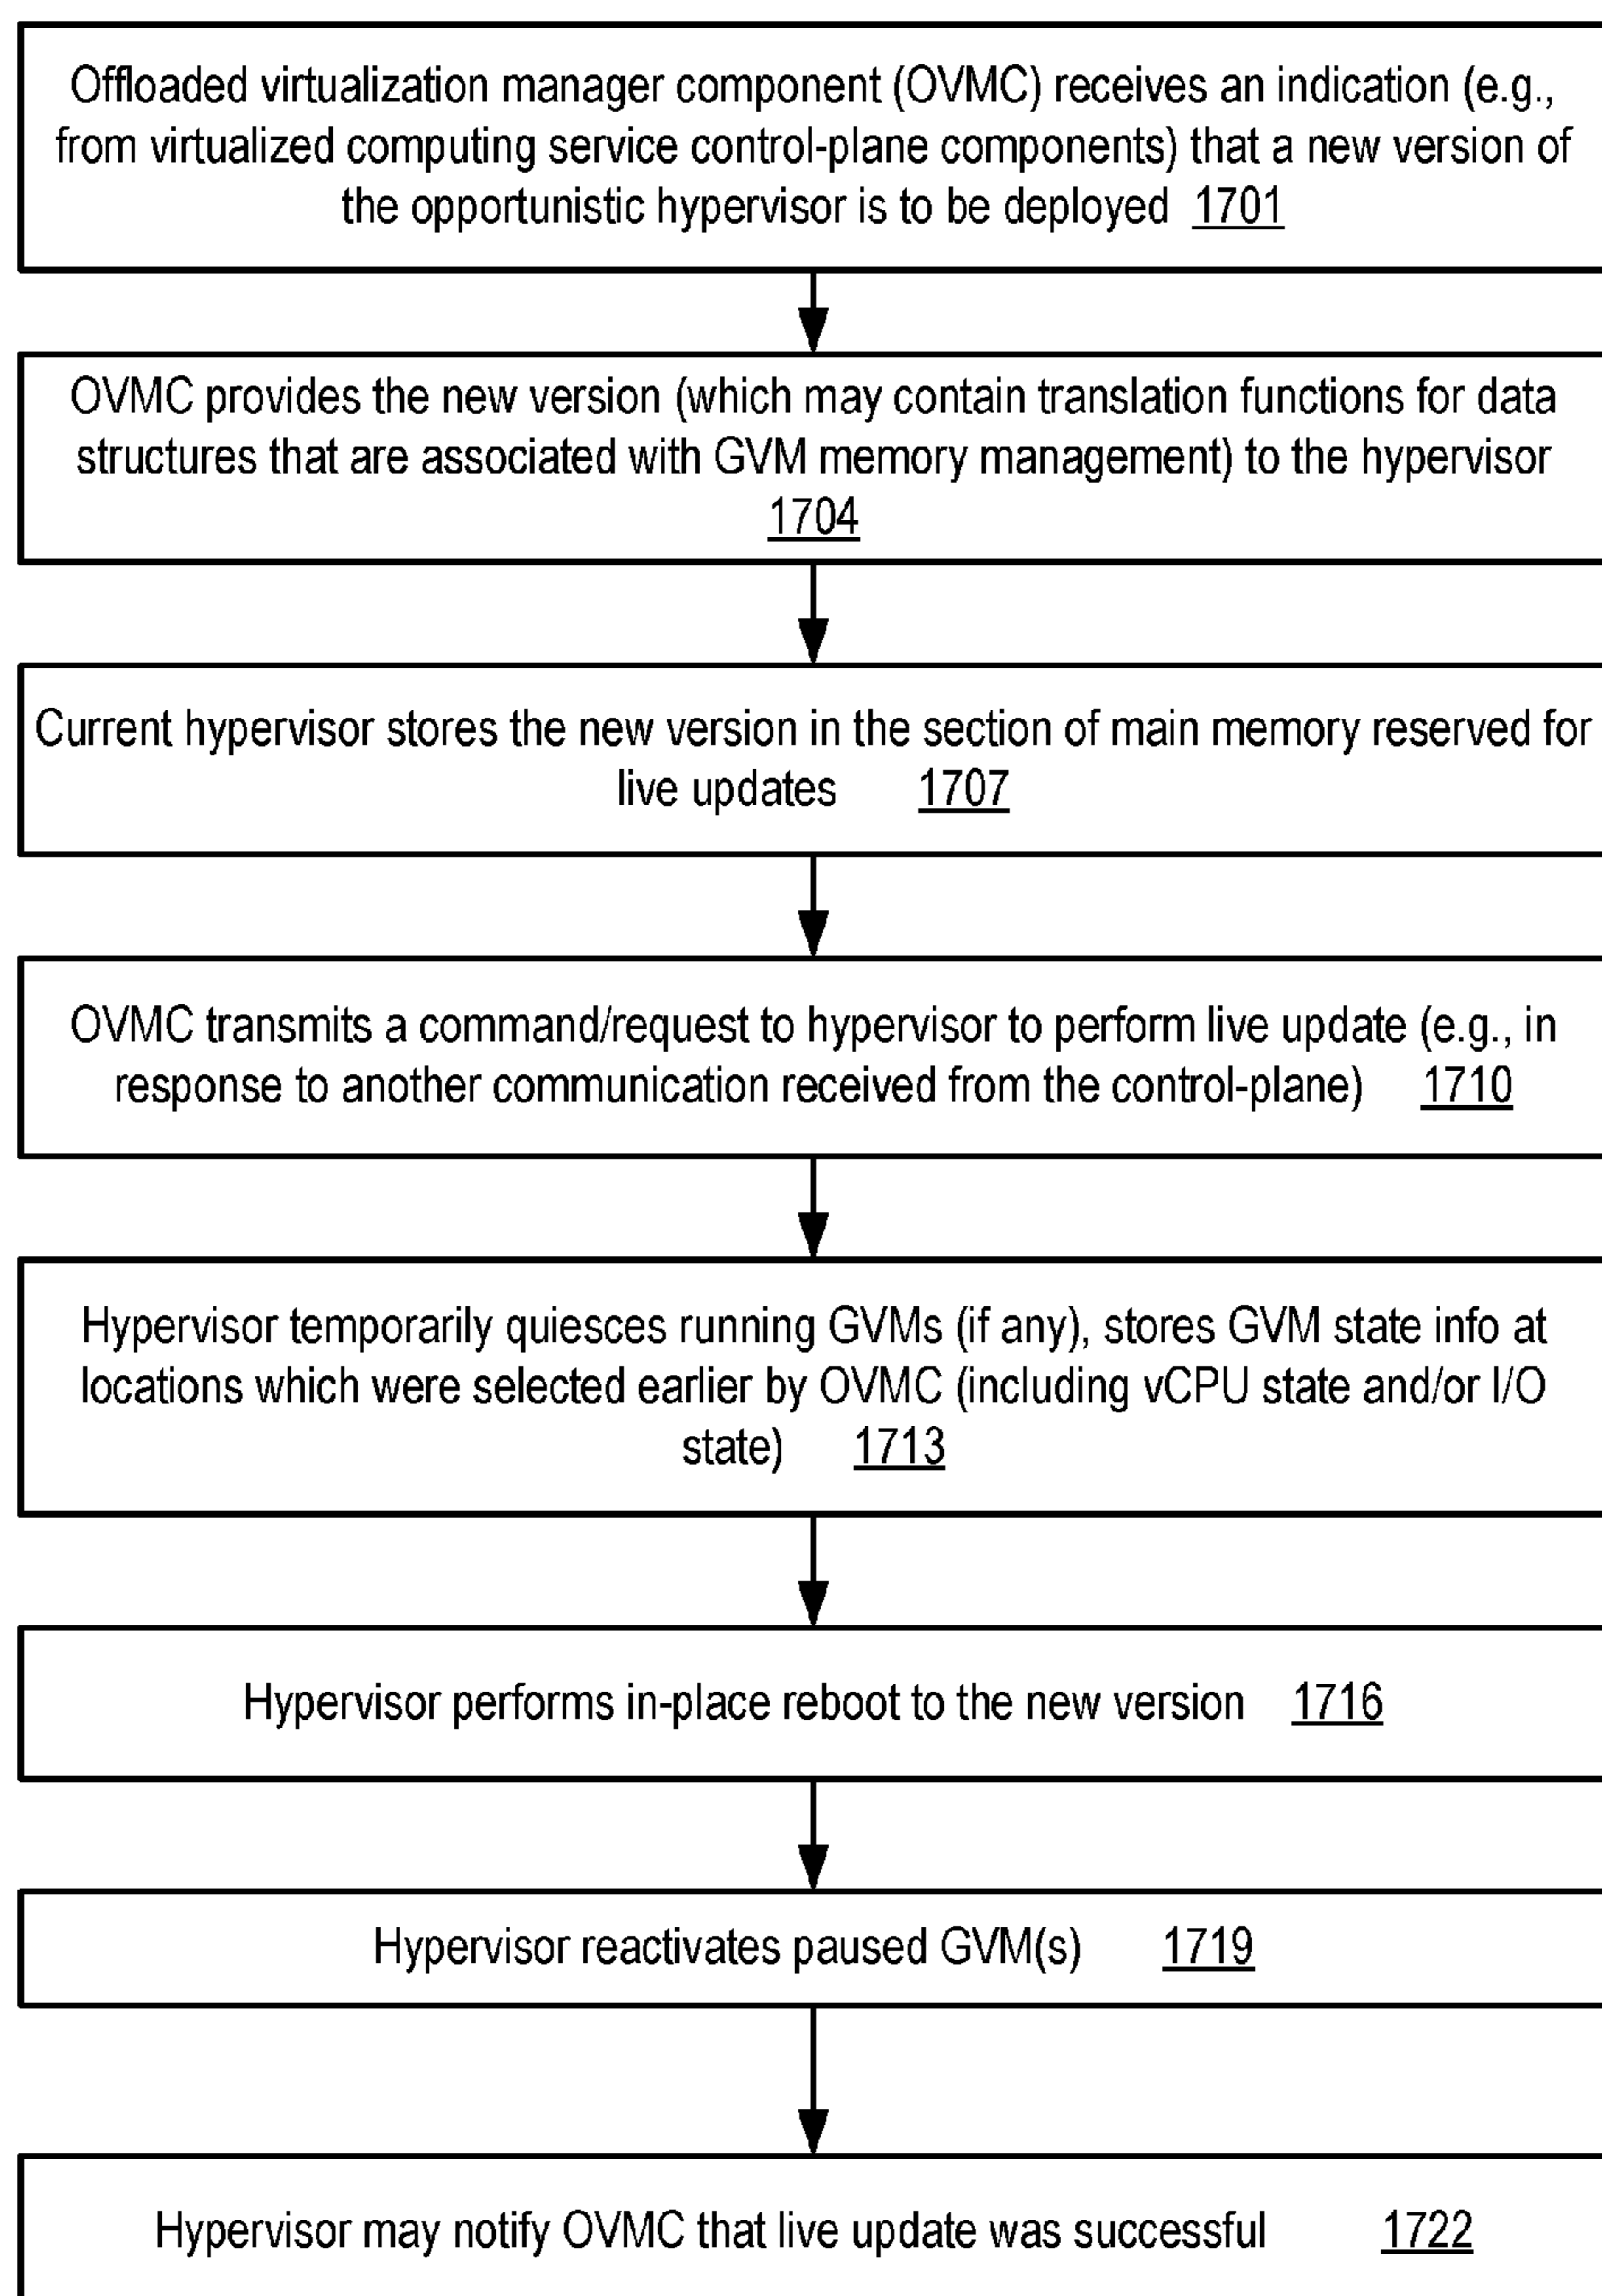 Offloaded virtualization manager component (OVMC) receives an indication (e.g.,
from virtualized computing service control-plane components) that a new version of
the opportunistic hypervisor is to be deployed 1701
OVMC provides the new version (which may contain translation functions for data
structures that are associated with GVM memory management) to the hypervisor
1704
Current hypervisor stores the new version in the section of main memory reserved for
live updates 1707
OVMC transmits a command/request to hypervisor to perform live update (e.g., in
response to another communication received from the control-plane) 1710
Hypervisor temporarily quiesces running GVMs (if any), stores GVM state info at
locations which were selected earlier by OVMC (including vCPU state and/or I/O
state) 1713
Hypervisor performs in-place reboot to the new version 1716
Hypervisor reactivates paused GVM(s) 1719
Hypervisor may notify OVMC that live update was successful 1722